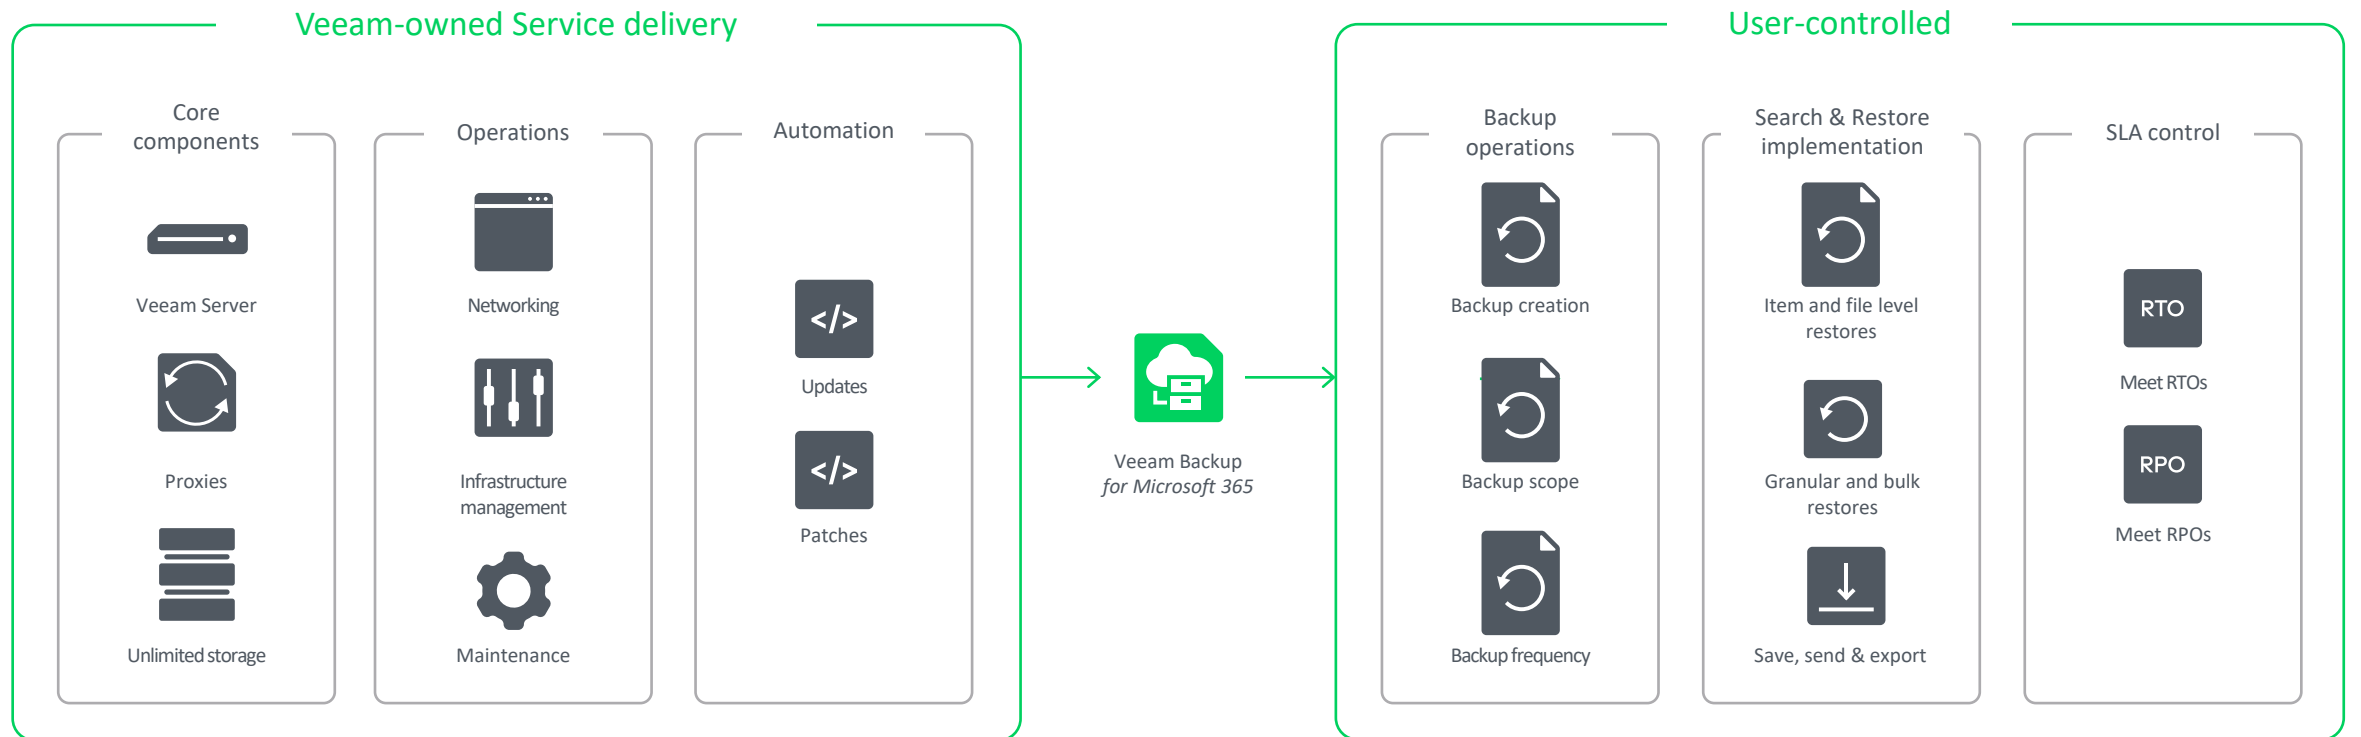 Veeam-owned Service delivery
Core
components
Veeam Server
Proxies
Unlimited storage
Operations
Networking
Infrastructure
management
Maintenance
Automation
</>
Updates
</>
Patches
Veeam Backup
for Microsoft 365
User-controlled
Backup
operations
Backup creation
Backup scope
Backup frequency
Search & Restore
implementation
Item and file level
restores
Granular and bulk
restores
Save, send & export
SLA control
RTO
Meet RTOs
RPO
Meet RPOs